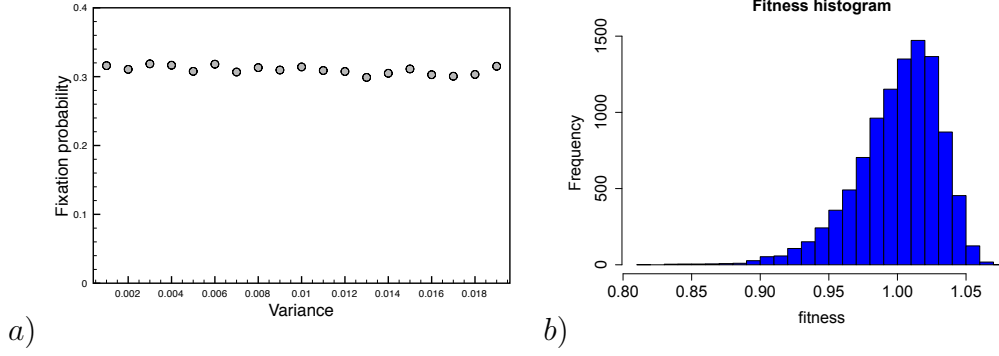 0.4
0.3
0.2
0.1
0
Fixation probability
0.002 0.004 0.006 0.008 0.01 0.012 0.014 0.016 0.018
Variance
a)
Fitness histogram
1500
1000
500
0
Frequency
0.80 0.85 0.90 0.95 1.00 1.05
fitness
b)